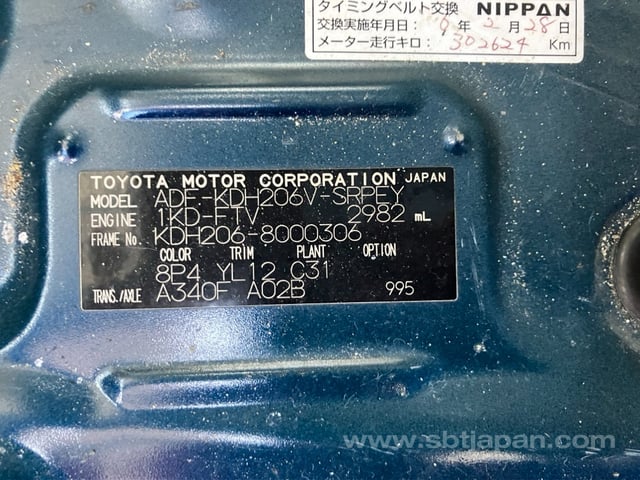 タイミングベルト交換 NIPPAN
交換実施年月日: 年 2 月 28 日
メーター走行キロ: 302624 Km
TOYOTA MOTOR CORPORATION JAPAN
MODEL ADF-KDH206V-SRPEY
ENGINE 1KD-FTV 2982 mL
FRAME No. KDH206-8000306
COLOR TRIM PLANT OPTION
8P4 YL12 C31
TRANS./AXLE A340F A02B 995
www.sbtjapan.com